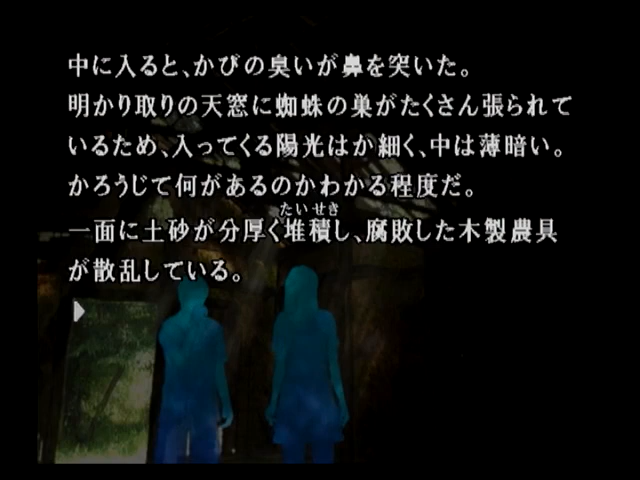 中に入ると、かびの臭いが鼻を突いた。
明かり取りの天窓に蜘蛛の巣がたくさん張られて
いるため、入ってくる陽光はか細く、中は薄暗い。
かろうじて何があるのかわかる程度だ。
たいせき
一面に土砂が分厚く堆積し、腐敗した木製農具
が散乱している。